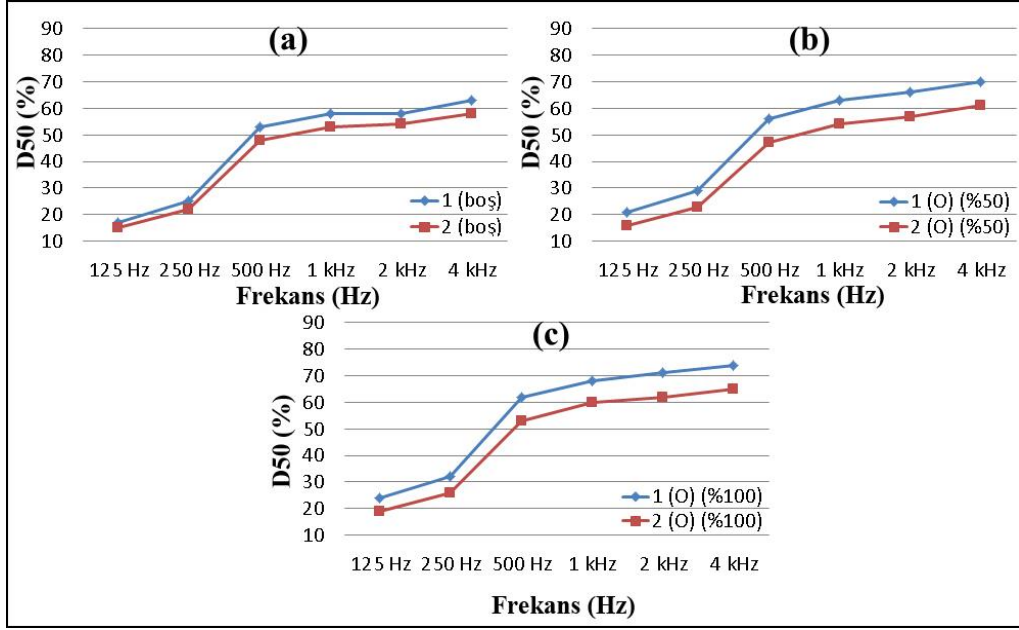 (a)
D50 (%)
90
80
70
60
50
40
30
20
10
1 (boş)
2 (boş)
125 Hz 250 Hz 500 Hz 1 kHz 2 kHz 4 kHz
Frekans (Hz)
(b)
D50 (%)
90
80
70
60
50
40
30
20
10
1 (O) (%50)
2 (O) (%50)
125 Hz 250 Hz 500 Hz 1 kHz 2 kHz 4 kHz
Frekans (Hz)
(c)
D50 (%)
90
80
70
60
50
40
30
20
10
1 (O) (%100)
2 (O) (%100)
125 Hz 250 Hz 500 Hz 1 kHz 2 kHz 4 kHz
Frekans (Hz)